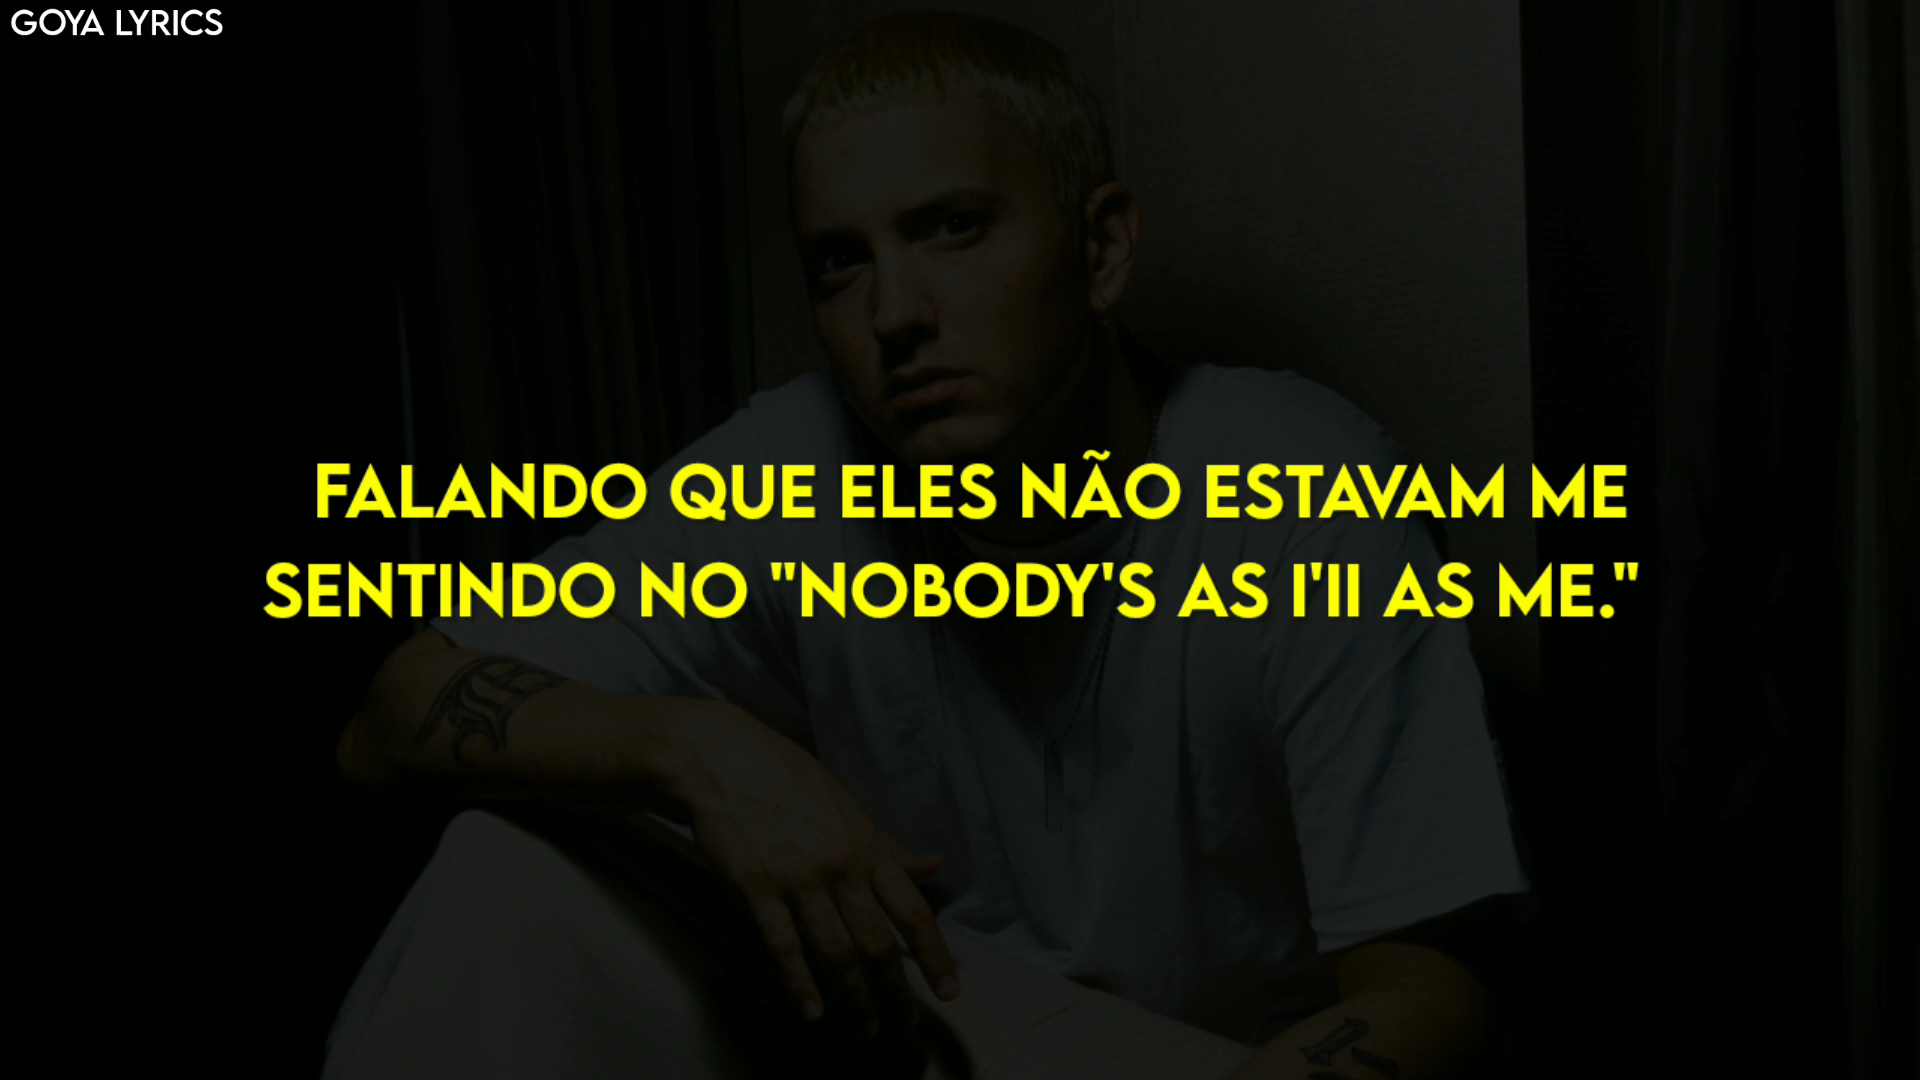 GOYA LYRICS
FALANDO QUE ELES NÃO ESTAVAM ME
SENTINDO NO "NOBODY'S AS I'II AS ME."